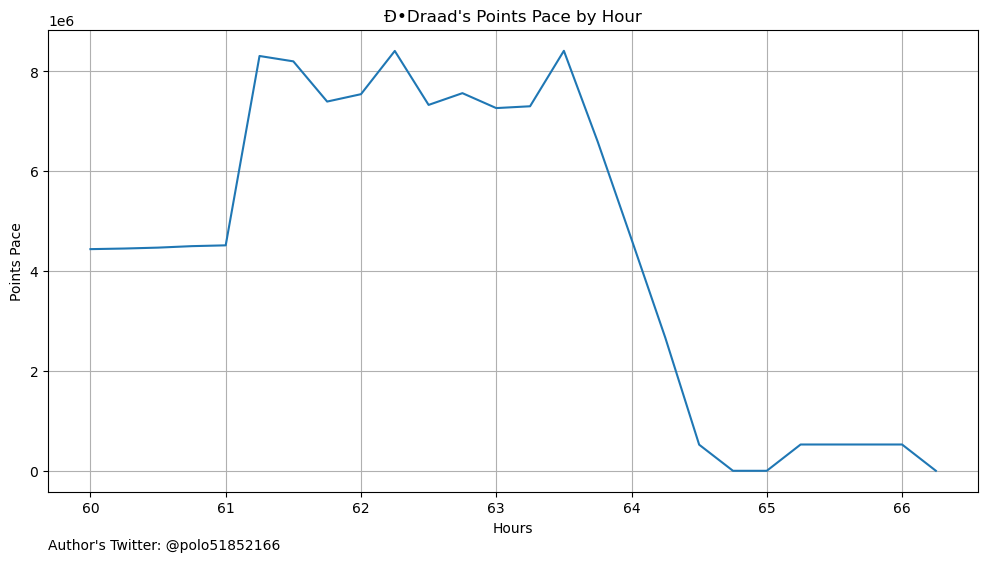 Ð•Draad's Points Pace by Hour
1e6
8
6
4
2
0
Points Pace
60 61 62 63 64 65 66
Hours
Author's Twitter: @polo51852166